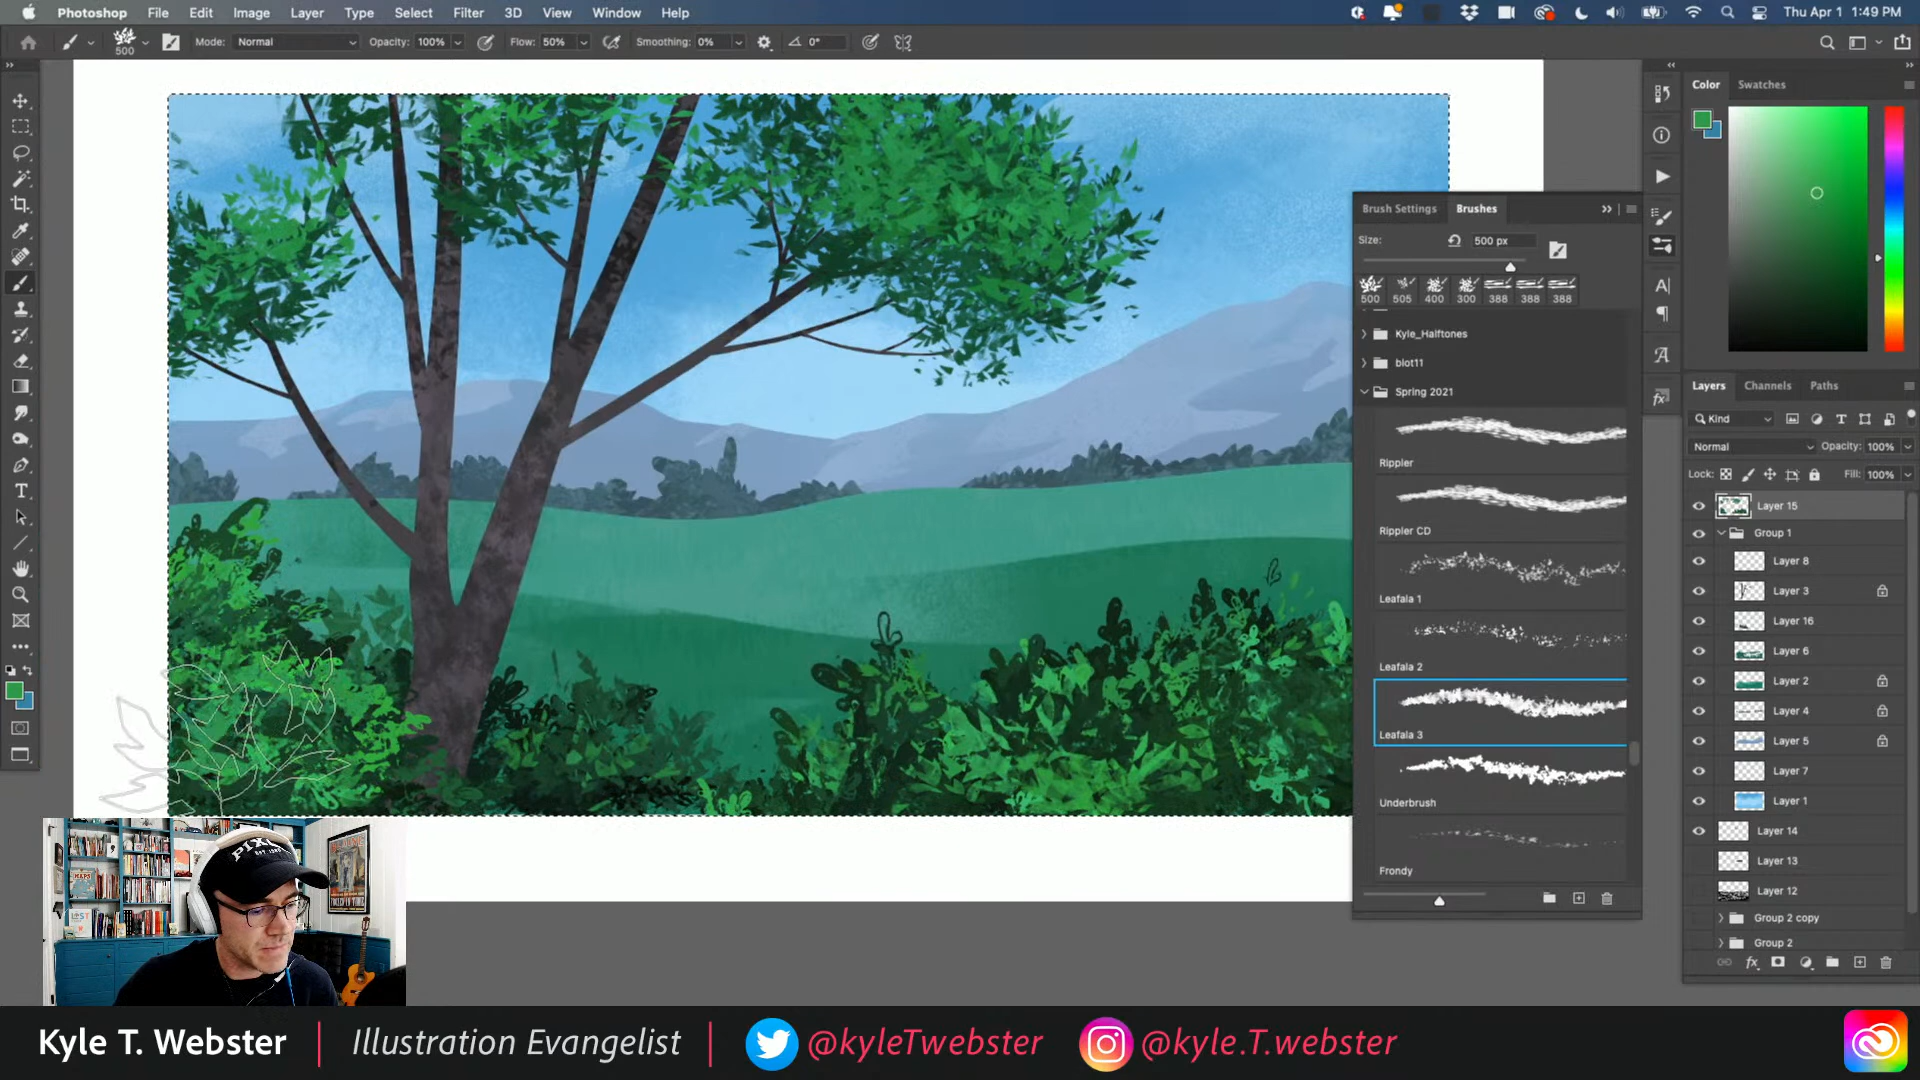 Photoshop File Edit Image Layer Type Select Filter 3D View Window Help Thu Apr 1 1:49 PM
500 Mode: Normal Opacity: 100% Flow: 50% Smoothing: 0% 0°
Color Swatches
Brush Settings Brushes
Size: 500 px
500 505 400 300 388 388 388
Kyle_Halftones
blot11
Spring 2021
Rippler
Rippler CD
Leafala 1
Leafala 2
Leafala 3
Underbrush
Frondy
Layers Channels Paths
Kind
Normal Opacity: 100%
Lock: Fill: 100%
Layer 15
Group 1
Layer 8
Layer 3
Layer 16
Layer 6
Layer 2
Layer 4
Layer 5
Layer 7
Layer 1
Layer 14
Layer 13
Layer 12
Group 2 copy
Group 2
Kyle T. Webster | Illustration Evangelist | @kyleTwebster @kyle.T.webster